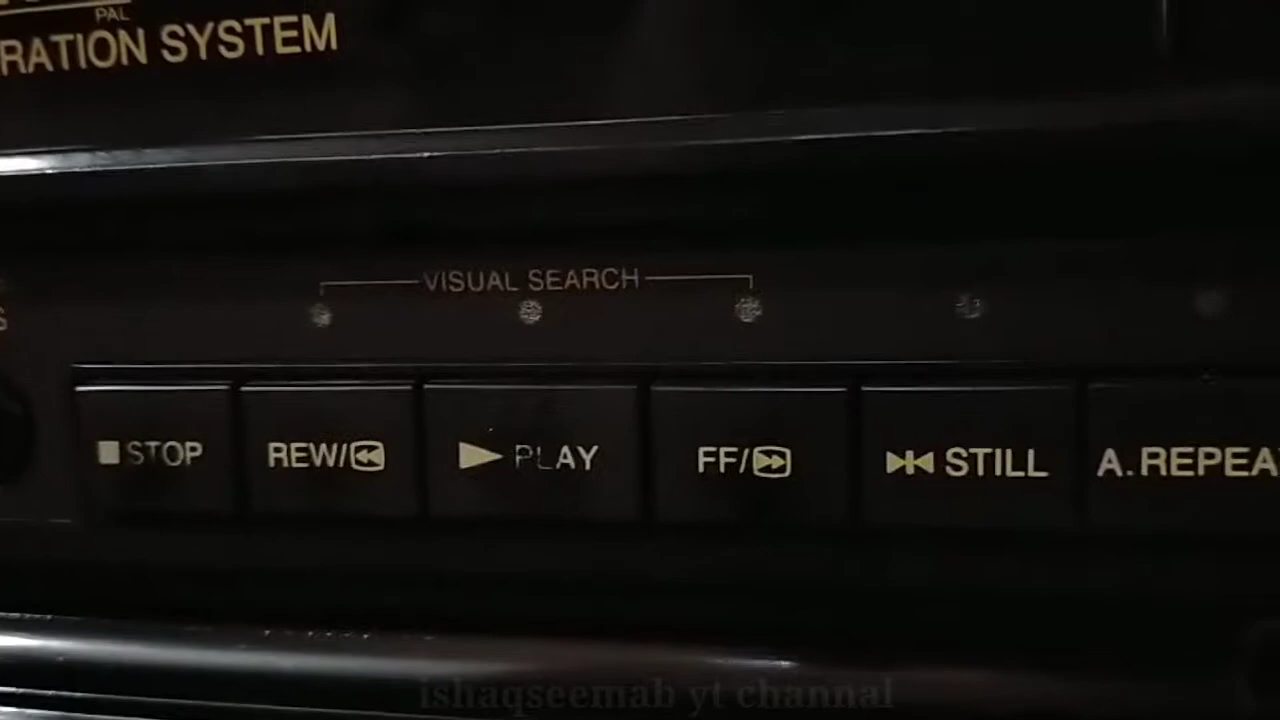 PAL
RATION SYSTEM
VISUAL SEARCH
STOP REW/ PLAY FF/ STILL A.REPEA
ishaqseemab yt channal